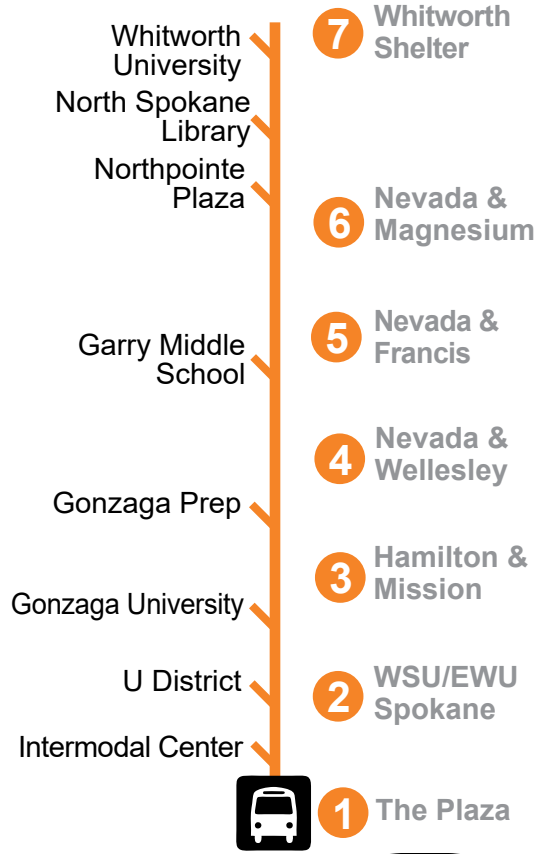 Whitworth
University
7 Whitworth
Shelter
North Spokane
Library
Northpointe
Plaza
6 Nevada &
Magnesium
5 Nevada &
Francis
Garry Middle
School
4 Nevada &
Wellesley
Gonzaga Prep
3 Hamilton &
Mission
Gonzaga University
U District
2 WSU/EWU
Spokane
Intermodal Center
1 The Plaza